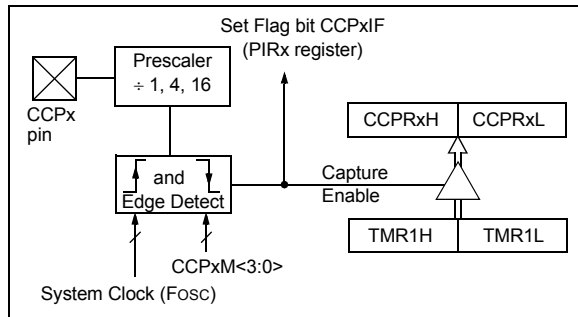 Set Flag bit CCPxIF
(PIRx register)
Prescaler
÷ 1, 4, 16
CCPx
pin
CCPRxH
CCPRxL
and
Edge Detect
Capture
Enable
TMR1H
TMR1L
CCPxM<3:0>
System Clock (FOSC)